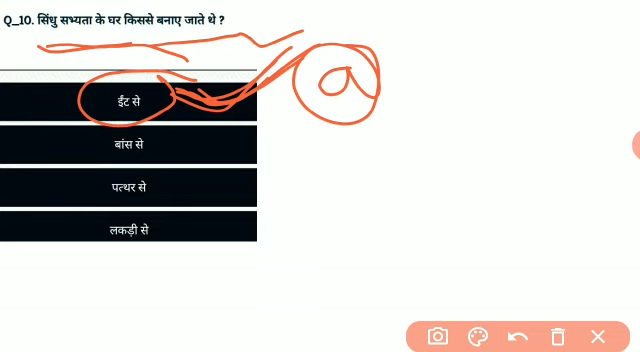 Q_10. सिंधु सभ्यता के घर किससे बनाए जाते थे ?
ईंट से
a
बांस से
पत्थर से
लकड़ी से